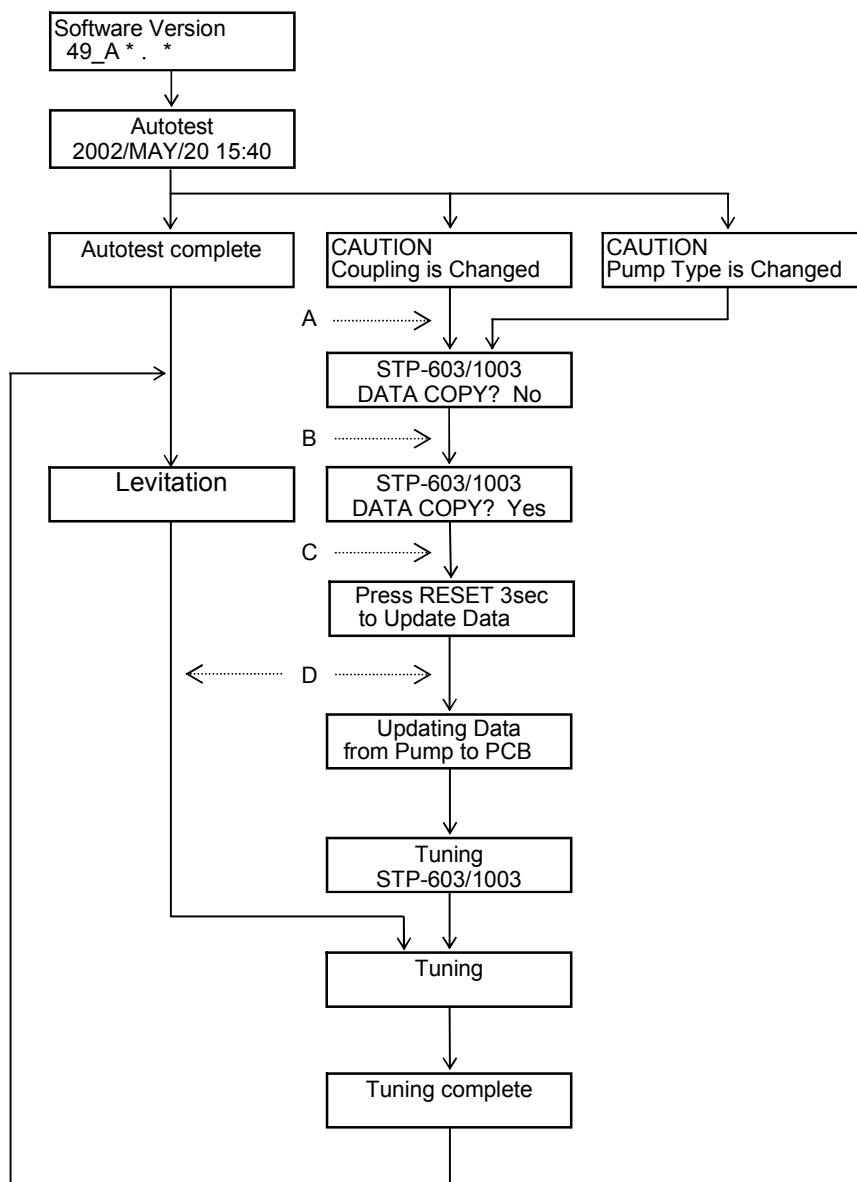 Software Version
49_A * . *
Autotest
2002/MAY/20 15:40
Autotest complete
CAUTION
Coupling is Changed
CAUTION
Pump Type is Changed
A
STP-603/1003
DATA COPY? No
B
Levitation
STP-603/1003
DATA COPY? Yes
C
Press RESET 3sec
to Update Data
D
Updating Data
from Pump to PCB
Tuning
STP-603/1003
Tuning
Tuning complete